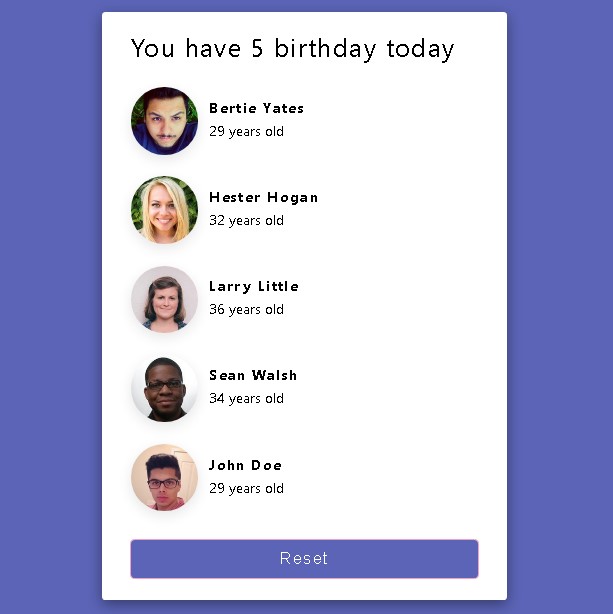 You have 5 birthday today
Bertie Yates
29 years old
Hester Hogan
32 years old
Larry Little
36 years old
Sean Walsh
34 years old
John Doe
29 years old
Reset